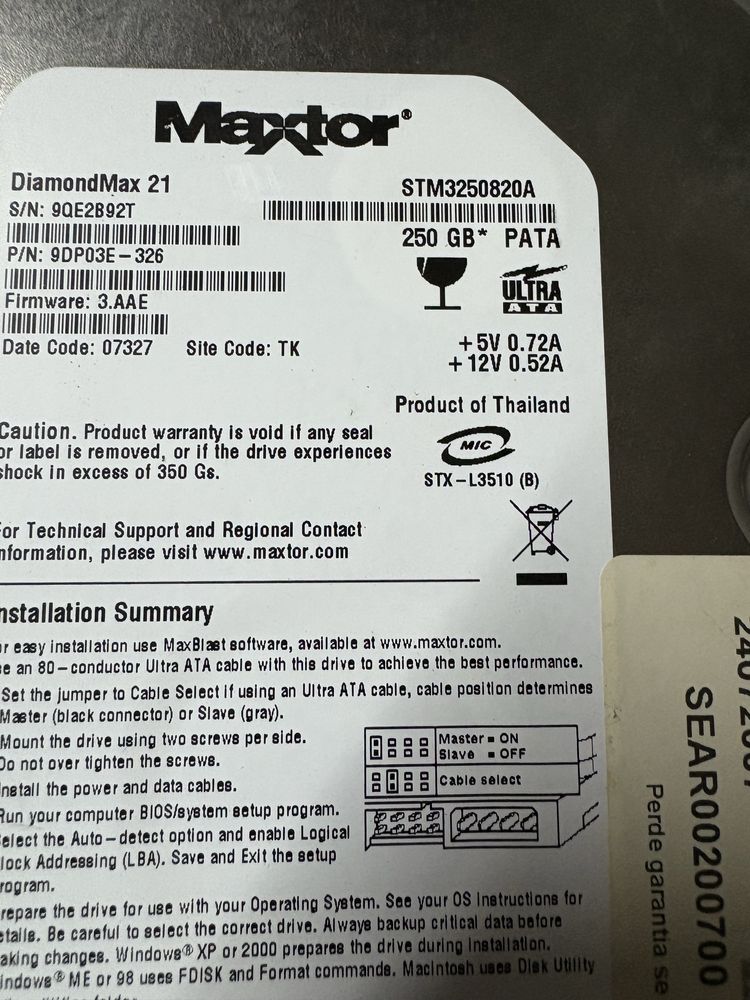 Maxtor®
DiamondMax 21
STM3250820A
S/N: 9QE2B92T
250 GB* PATA
P/N: 9DP03E-326
ULTRA
ATA
Firmware: 3.AAE
Date Code: 07327 Site Code: TK
+5V 0.72A
+12V 0.52A
Product of Thailand
Caution. Product warranty is void if any seal
or label is removed, or if the drive experiences
shock in excess of 350 Gs.
MIC
STX-L3510 (B)
For Technical Support and Regional Contact
nformation, please visit www.maxtor.com
nstallation Summary
r easy installation use MaxBlast software, available at www.maxtor.com.
se an 80-conductor Ultra ATA cable with this drive to achieve the best performance.
Set the jumper to Cable Select if using an Ultra ATA cable, cable position determines
Master (black connector) or Slave (gray).
Mount the drive using two screws per side.
Do not over tighten the screws.
nstall the power and data cables.
Run your computer BIOS/system setup program.
elect the Auto-detect option and enable Logical
lock Addressing (LBA). Save and Exit the setup
rogram.
Master = ON
Slave = OFF
Cable select
repare the drive for use with your Operating System. See your OS Instructions for
etails. Be careful to select the correct drive. Always backup critical data before
aking changes. Windows® XP or 2000 prepares the drive during installation.
indows® ME or 98 uses FDISK and Format commands. Macintosh uses Disk Utility
SEAR00200700
Perde garantia se